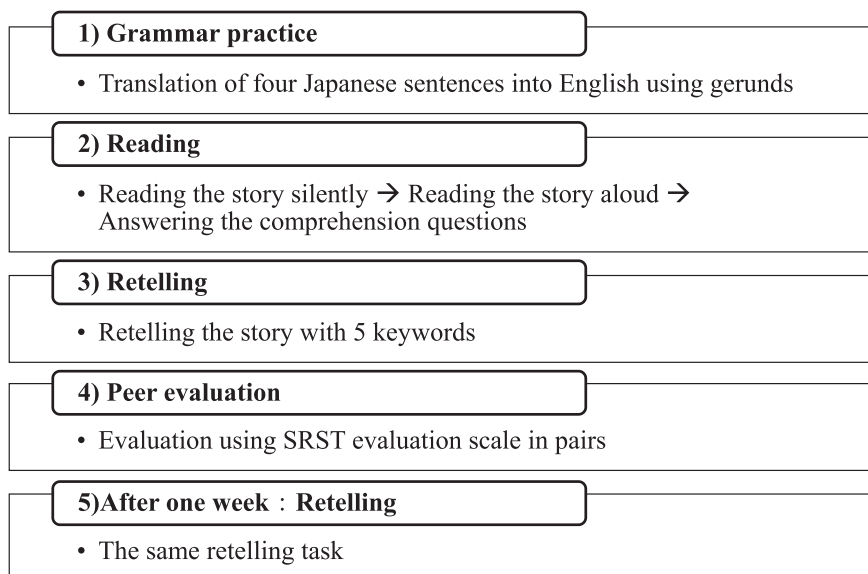 1) Grammar practice
• Translation of four Japanese sentences into English using gerunds
2) Reading
• Reading the story silently → Reading the story aloud →
Answering the comprehension questions
3) Retelling
• Retelling the story with 5 keywords
4) Peer evaluation
• Evaluation using SRST evaluation scale in pairs
5)After one week：Retelling
• The same retelling task